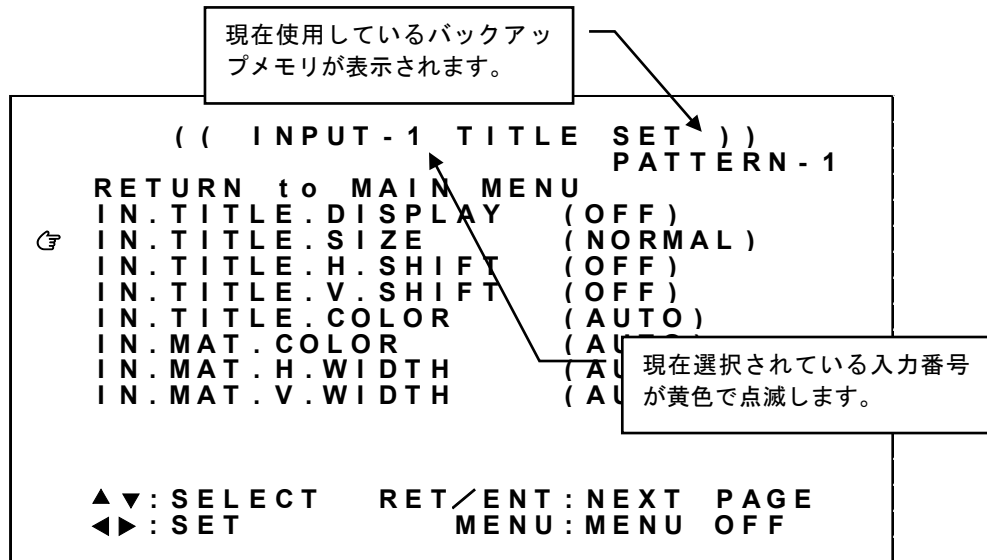 現在使用しているバックアッ
プメモリが表示されます。
(( INPUT-1 TITLE SET ))
PATTERN-1
RETURN to MAIN MENU
IN.TITLE.DISPLAY (OFF)
☞ IN.TITLE.SIZE (NORMAL)
IN.TITLE.H.SHIFT (OFF)
IN.TITLE.V.SHIFT (OFF)
IN.TITLE.COLOR (AUTO)
IN.MAT.COLOR
IN.MAT.H.WIDTH
IN.MAT.V.WIDTH
現在選択されている入力番号
が黄色で点滅します。
▲▼:SELECT RET/ENT:NEXT PAGE
◀▶:SET MENU:MENU OFF